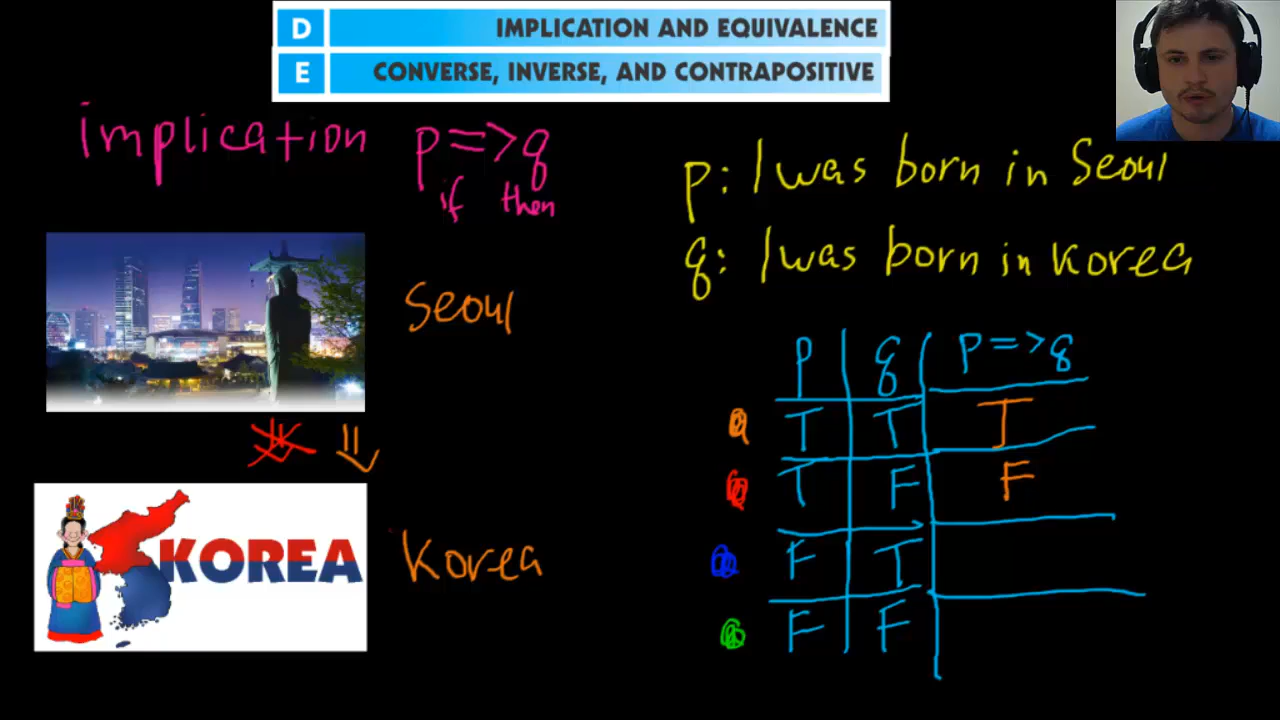 D IMPLICATION AND EQUIVALENCE
E CONVERSE, INVERSE, AND CONTRAPOSITIVE
implication p=>q
if then
p: I was born in Seoul
q: I was born in Korea
Seoul
KOREA
Korea
p q p=>q
T T T
T F F
F T
F F